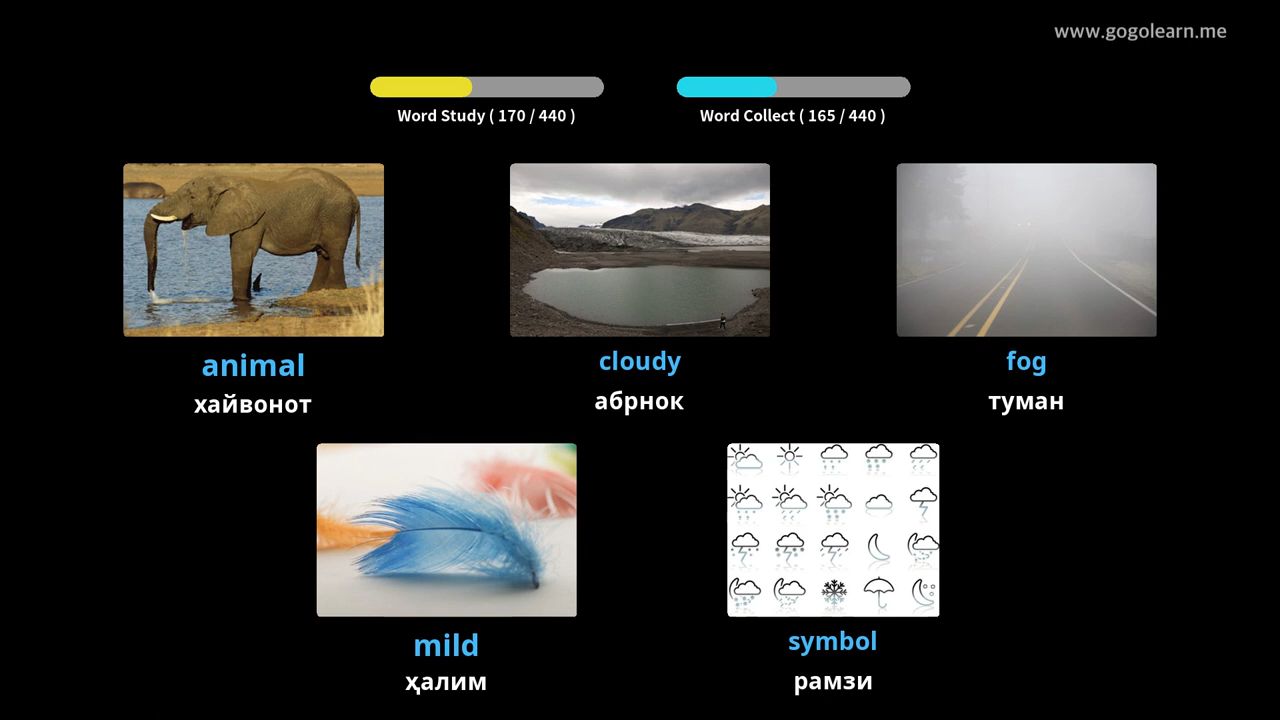 www.gogolearn.me
Word Study ( 170 / 440 )
Word Collect ( 165 / 440 )
animal
хайвонот
cloudy
абрнок
fog
туман
mild
ҳалим
symbol
рамзи